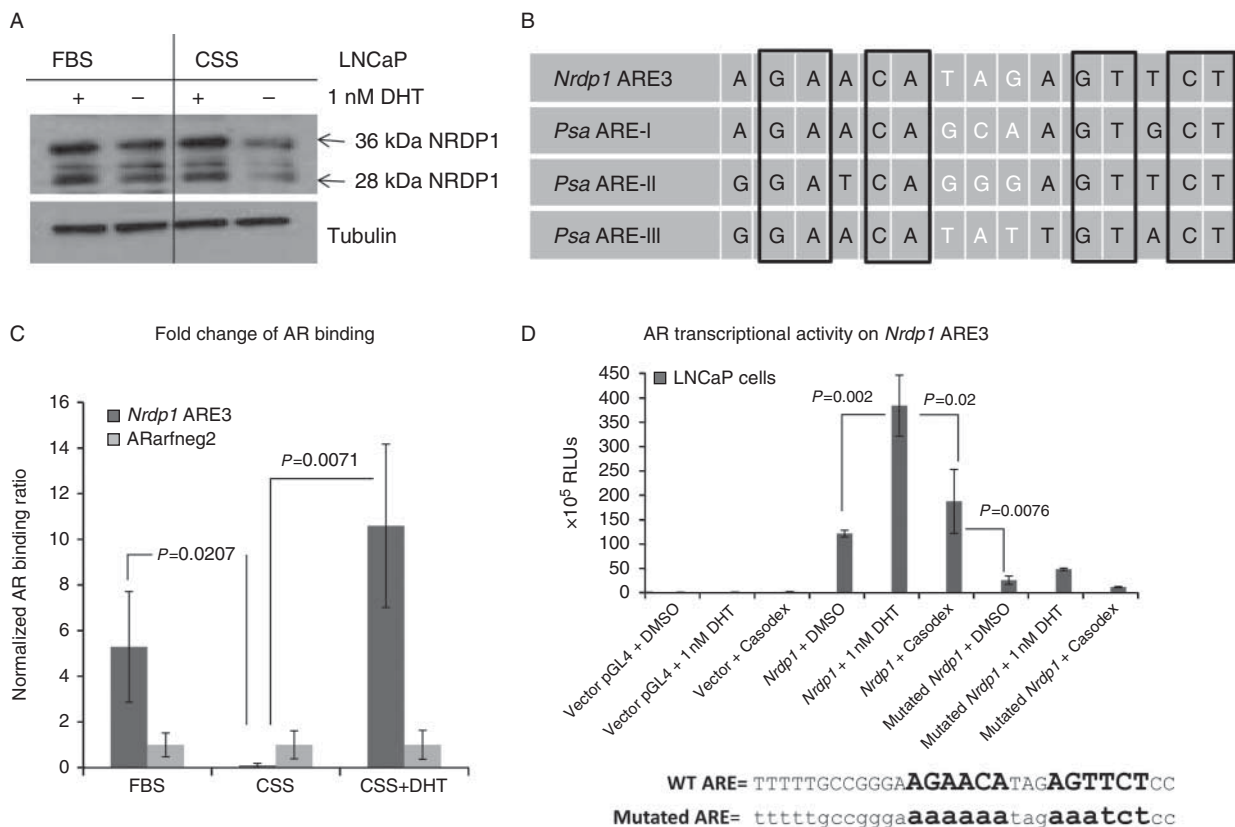 A
FBS CSS LNCaP
+ − + − 1 nM DHT
36 kDa NRDP1
28 kDa NRDP1
Tubulin
B
Nrdp1 ARE3 A G A A C A T A G A G T T C T
Psa ARE-I A G A A C A G C A A G T G C T
Psa ARE-II G G A T C A G G G A G T T C T
Psa ARE-III G G A A C A T A T T G T A C T
C
Fold change of AR binding
Normalized AR binding ratio
16
14
12
10
8
6
4
2
0
Nrdp1 ARE3
ARarfneg2
P=0.0207
P=0.0071
FBS CSS CSS+DHT
D
AR transcriptional activity on Nrdp1 ARE3
×10⁵ RLUs
450
400
350
300
250
200
150
100
50
0
LNCaP cells
P=0.002
P=0.02
P=0.0076
Vector pGL4 + DMSO
Vector pGL4 + 1 nM DHT
Vector + Casodex
Nrdp1 + DMSO
Nrdp1 + 1 nM DHT
Nrdp1 + Casodex
Mutated Nrdp1 + DMSO
Mutated Nrdp1 + 1 nM DHT
Mutated Nrdp1 + Casodex
WT ARE= TTTTTGCCGGGAAGAACATAGAGTTCTCC
Mutated ARE= tttttgccgggaaaaaaatagaaatctcc